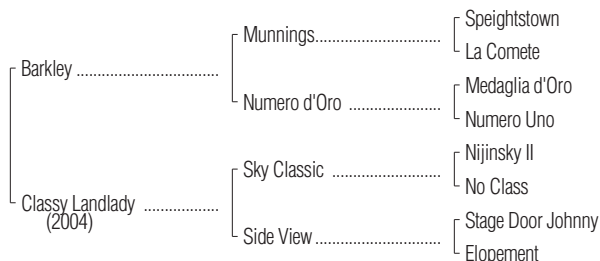 Speightstown
Munnings
La Comete
Barkley
Medaglia d'Oro
Numero d'Oro
Numero Uno
Nijinsky II
Sky Classic
No Class
Classy Landlady
(2004)
Stage Door Johnny
Side View
Elopement